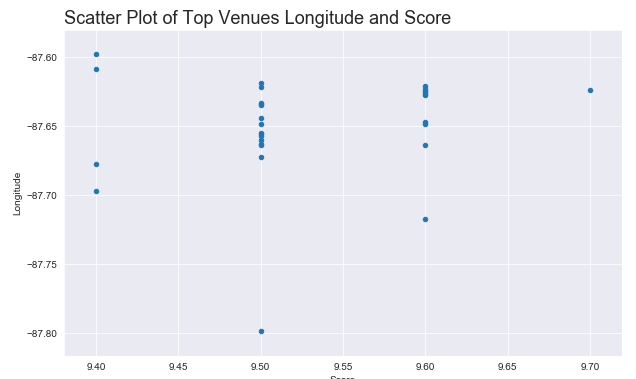 Scatter Plot of Top Venues Longitude and Score
−87.60
−87.65
−87.70
−87.75
−87.80
Longitude
9.40 9.45 9.50 9.55 9.60 9.65 9.70
Score